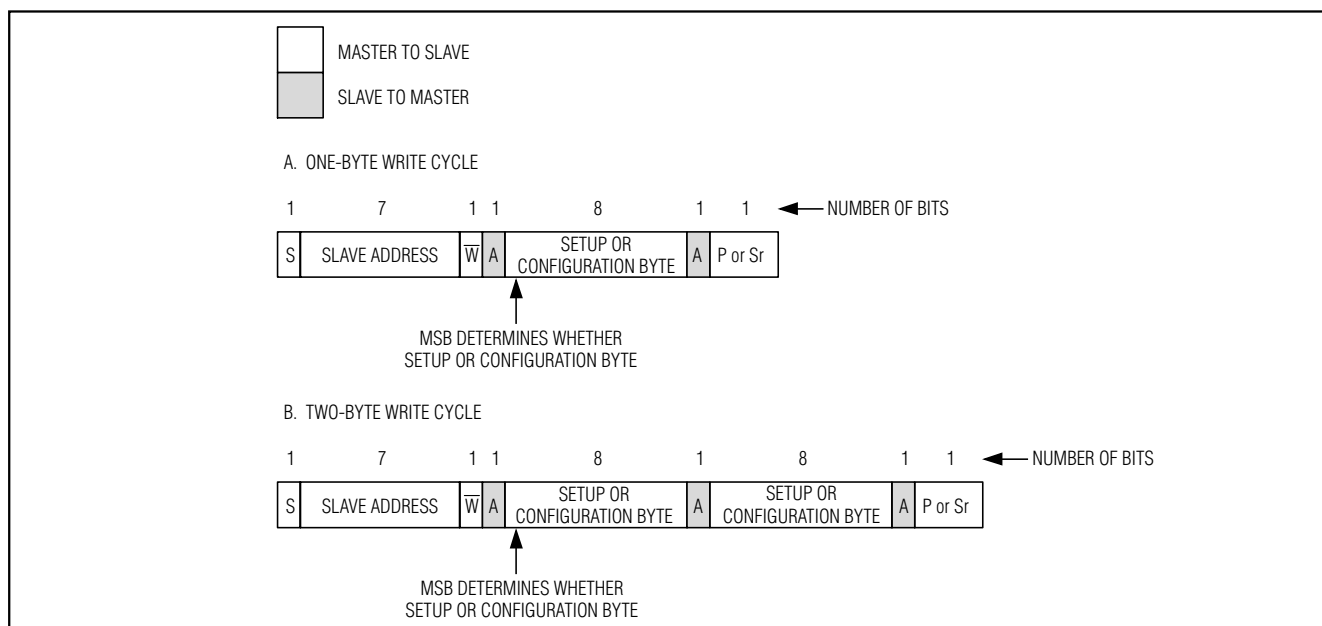 MASTER TO SLAVE
SLAVE TO MASTER
A. ONE-BYTE WRITE CYCLE
1 7 1 1 8 1 1 NUMBER OF BITS
S SLAVE ADDRESS W̅ A SETUP OR CONFIGURATION BYTE A P or Sr
MSB DETERMINES WHETHER
SETUP OR CONFIGURATION BYTE
B. TWO-BYTE WRITE CYCLE
1 7 1 1 8 1 8 1 1 NUMBER OF BITS
S SLAVE ADDRESS W̅ A SETUP OR CONFIGURATION BYTE A SETUP OR CONFIGURATION BYTE A P or Sr
MSB DETERMINES WHETHER
SETUP OR CONFIGURATION BYTE